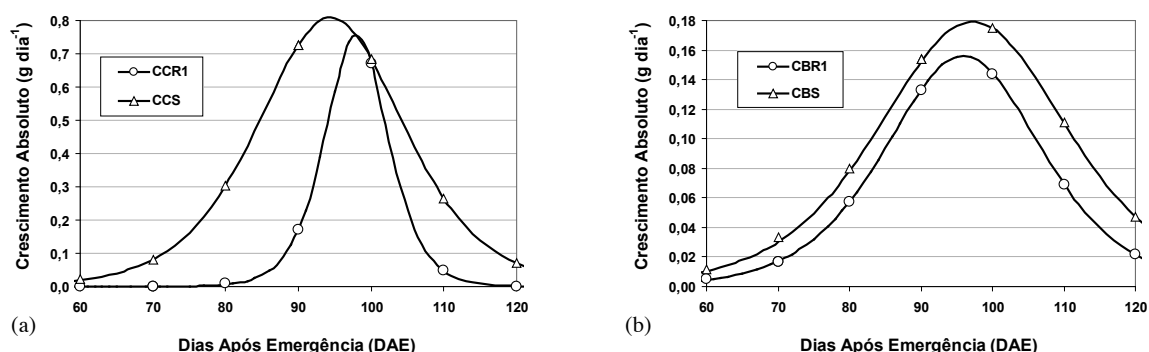 Crescimento Absoluto (g dia-1)
0,8
0,7
0,6
0,5
0,4
0,3
0,2
0,1
0,0
CCR1
CCS
60 70 80 90 100 110 120
Dias Após Emergência (DAE)
(a)
Crescimento Absoluto (g dia-1)
0,18
0,16
0,14
0,12
0,10
0,08
0,06
0,04
0,02
0,00
CBR1
CBS
60 70 80 90 100 110 120
Dias Após Emergência (DAE)
(b)